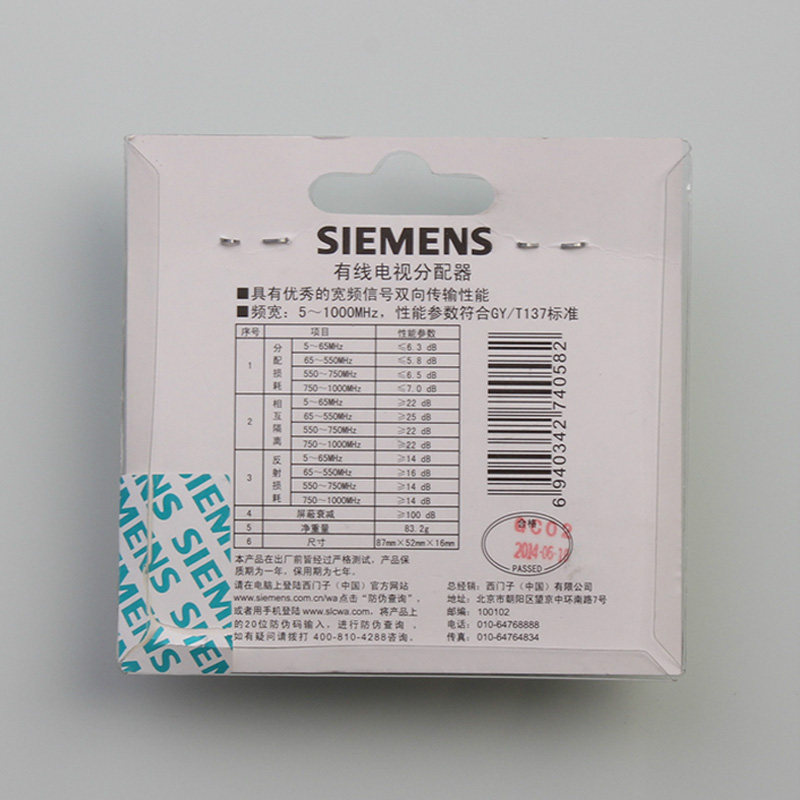 SIEMENS
有线电视分配器
■具有优秀的宽频信号双向传输性能
■频宽：5～1000MHz，性能参数符合GY/T137标准
序号 项目 性能参数
1 分配损耗 5～65MHz ≤6.3 dB
65～550MHz ≤5.8 dB
550～750MHz ≤6.5 dB
750～1000MHz ≤7.0 dB
2 相互隔离 5～65MHz ≥22 dB
65～550MHz ≥25 dB
550～750MHz ≥22 dB
750～1000MHz ≥22 dB
3 反射损耗 5～65MHz ≥14 dB
65～550MHz ≥16 dB
550～750MHz ≥14 dB
750～1000MHz ≥14 dB
4 屏蔽衰减 ≥100 dB
5 净重量 83.2g
6 尺寸 87mm×52mm×16mm
本产品在出厂前皆经过严格测试，产品保
质期为一年，保用期为七年。
请在电脑上登陆西门子（中国）官方网站
www.siemens.com.cn/wa点击“防伪查询”，
或者用手机登陆 www.slcwa.com，将产品上
的20位防伪码输入，进行防伪查询。
如有疑问请拨打 400-810-4288咨询。
6 940342 740582
合格
QC02
2014-06-18
PASSED
总经销：西门子（中国）有限公司
地址：北京市朝阳区望京中环南路7号
邮编：100102
电话：010-64768888
传真：010-64764834
SIEMENS
SIEMENS
SIEMENS
SIEMENS